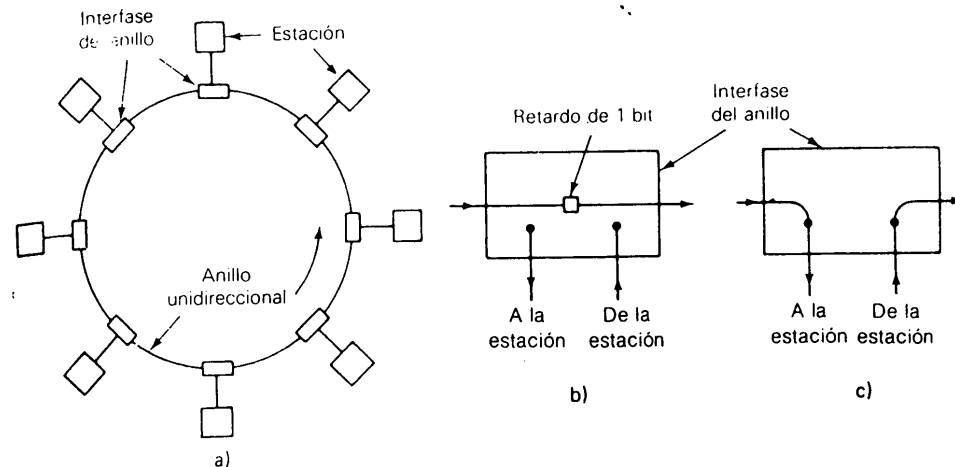 Interfase
del anillo
Estación
Anillo
unidireccional
a)
Retardo de 1 bit
Interfase
del anillo
A la
estación
De la
estación
b)
A la
estación
De la
estación
c)